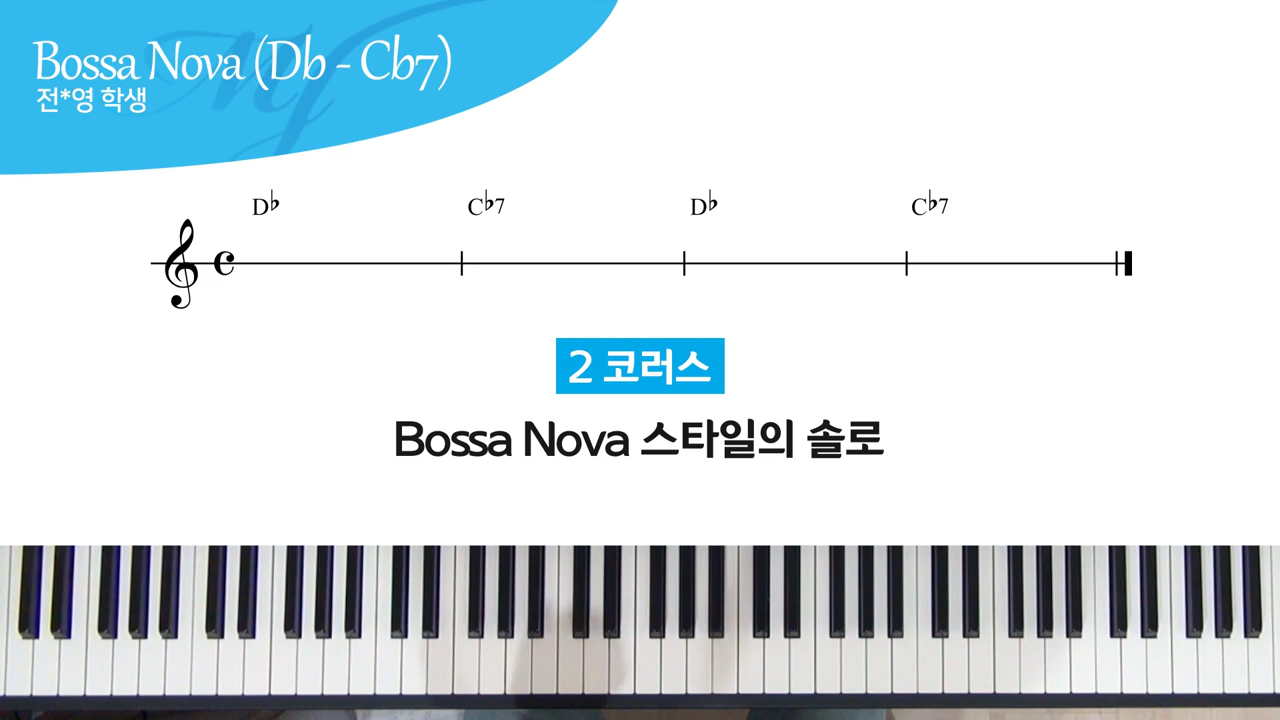 Bossa Nova (Db - Cb7)
전*영 학생
D♭ C♭7 D♭ C♭7
2 코러스
Bossa Nova 스타일의 솔로